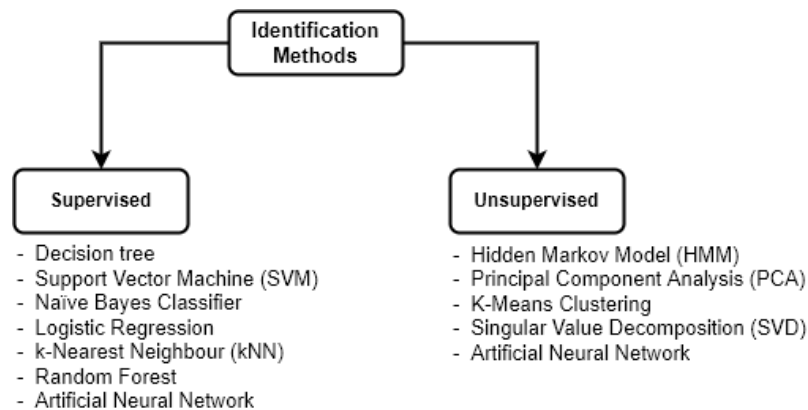 Identification
Methods
Supervised
- Decision tree
- Support Vector Machine (SVM)
- Naïve Bayes Classifier
- Logistic Regression
- k-Nearest Neighbour (kNN)
- Random Forest
- Artificial Neural Network
Unsupervised
- Hidden Markov Model (HMM)
- Principal Component Analysis (PCA)
- K-Means Clustering
- Singular Value Decomposition (SVD)
- Artificial Neural Network